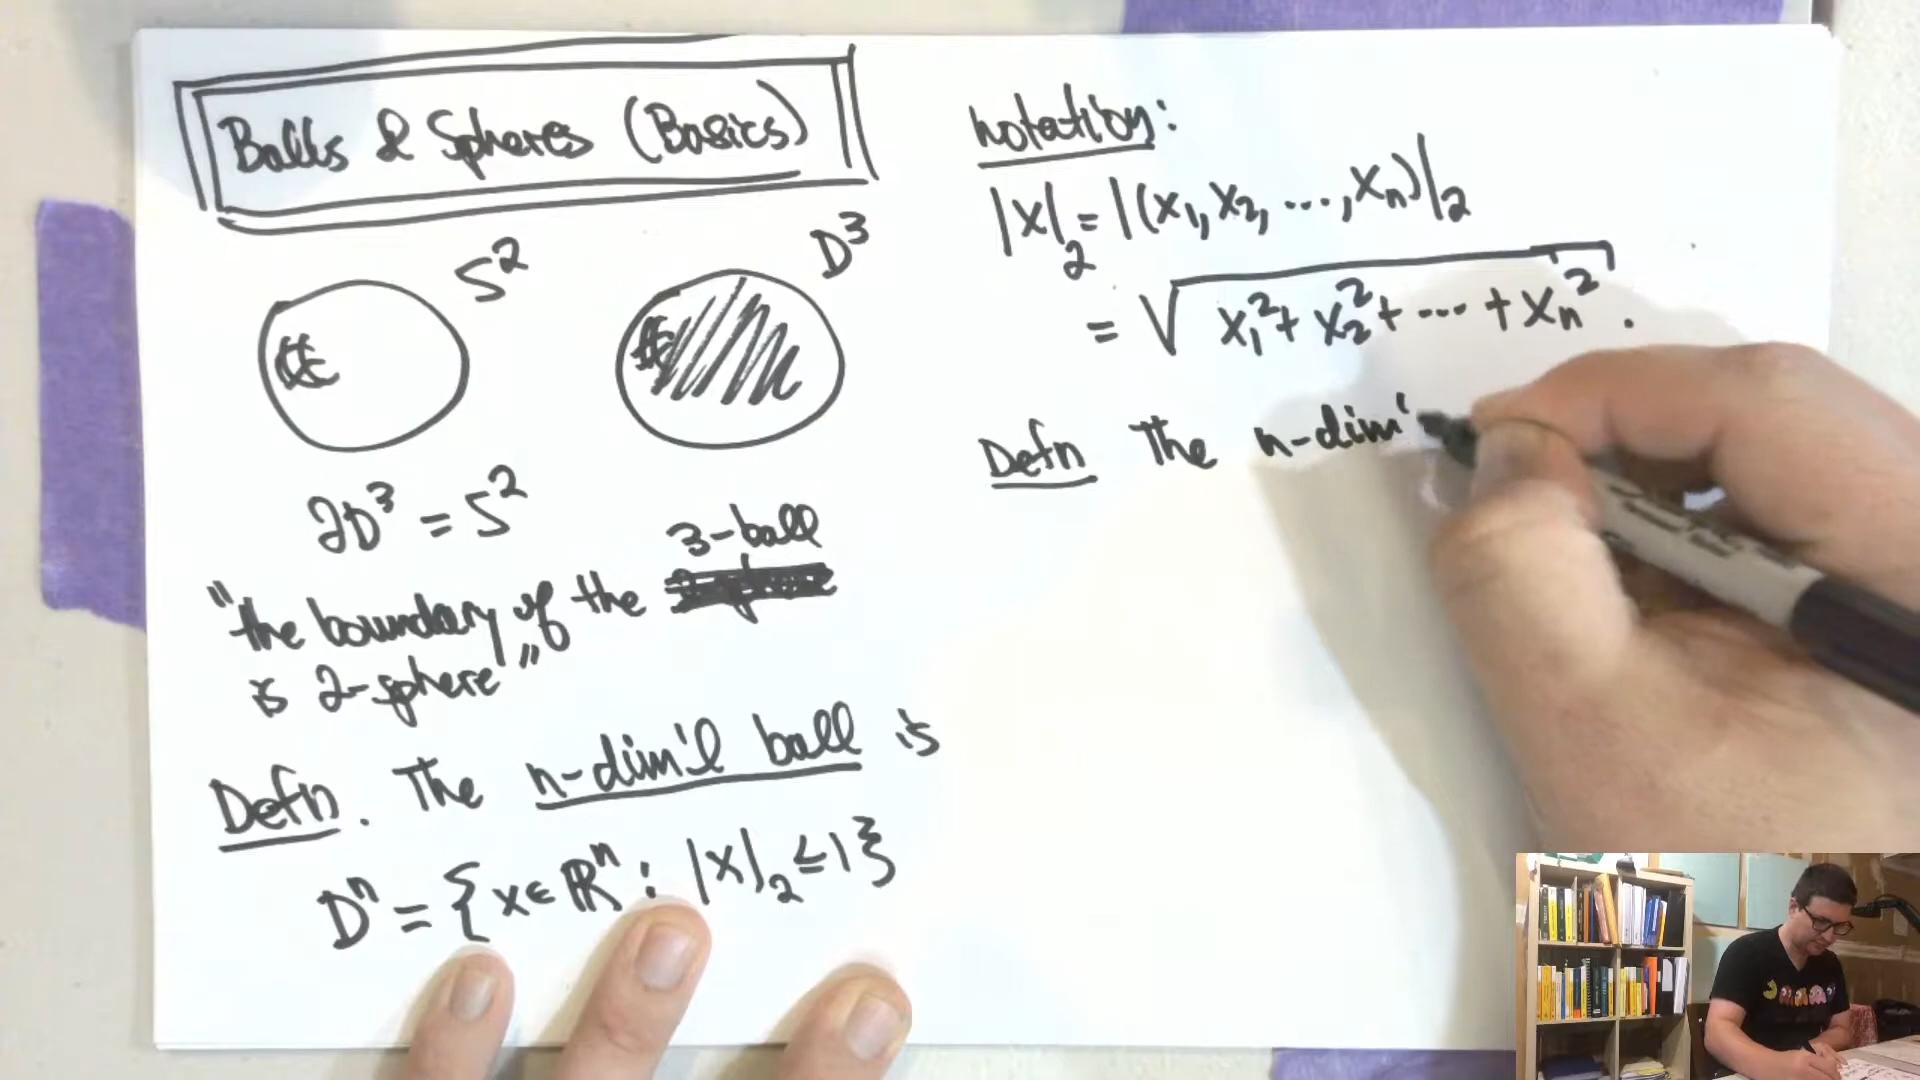 Balls & Spheres (Basics)
S²
D³
∂D³ = S²
3-ball
"the boundary of the
is 2-sphere"
Defn. The n-dim'l ball is
Dⁿ = {x∈ℝⁿ : |x|₂ ≤ 1}
notation:
|x|₂ = |(x₁, x₂, ..., xₙ)|₂
= √(x₁² + x₂² + ... + xₙ²).
Defn The n-dim'